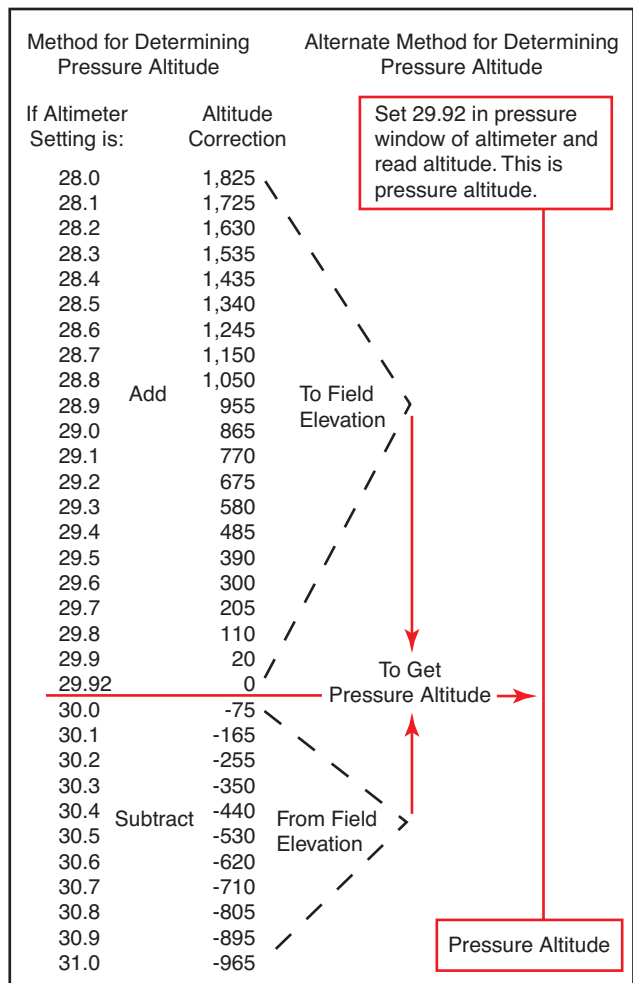 Method for Determining
Pressure Altitude
Alternate Method for Determining
Pressure Altitude
If Altimeter
Setting is:
Altitude
Correction
Set 29.92 in pressure
window of altimeter and
read altitude. This is
pressure altitude.
28.0 1,825
28.1 1,725
28.2 1,630
28.3 1,535
28.4 1,435
28.5 1,340
28.6 1,245
28.7 1,150
28.8 1,050
Add
To Field
Elevation
28.9 955
29.0 865
29.1 770
29.2 675
29.3 580
29.4 485
29.5 390
29.6 300
29.7 205
29.8 110
29.9 20
29.92 0
To Get
Pressure Altitude
30.0 -75
30.1 -165
30.2 -255
30.3 -350
30.4 -440
Subtract
From Field
Elevation
30.5 -530
30.6 -620
30.7 -710
30.8 -805
30.9 -895
31.0 -965
Pressure Altitude